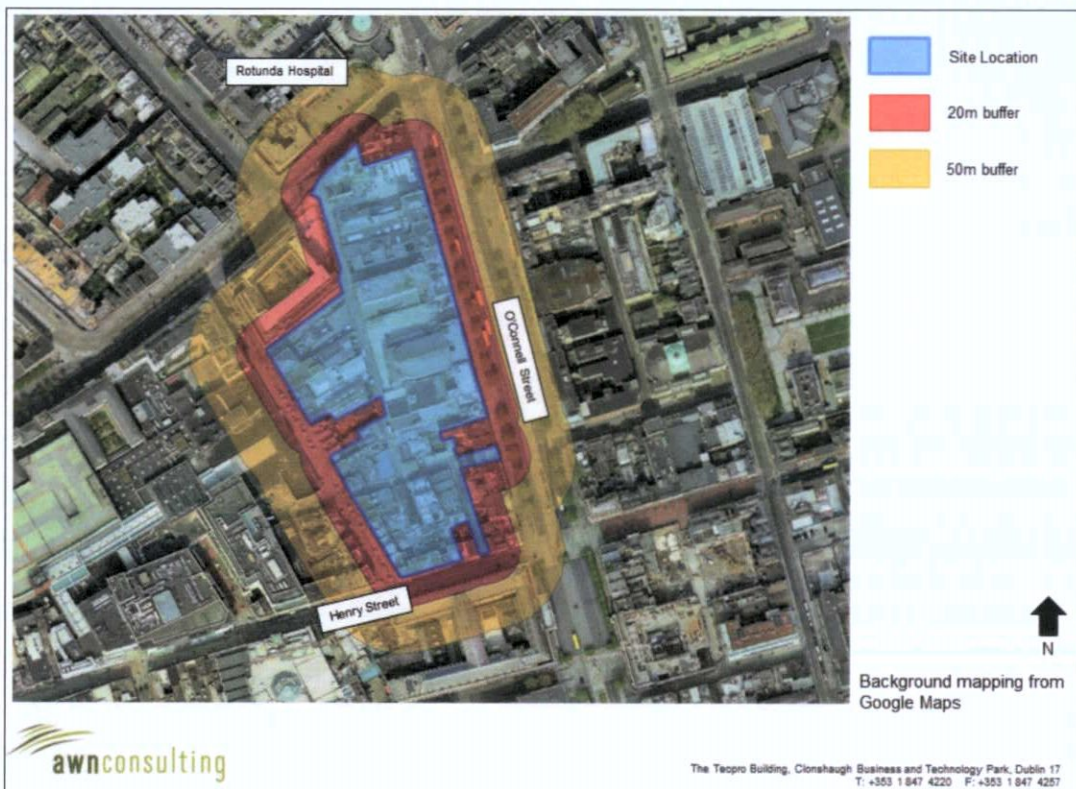 Rotunda Hospital
O'Connell Street
Henry Street
Site Location
20m buffer
50m buffer
N
Background mapping from
Google Maps
awnconsulting
The Tecpro Building, Clonshaugh Business and Technology Park, Dublin 17
T: +353 1 847 4220 F: +353 1 847 4257